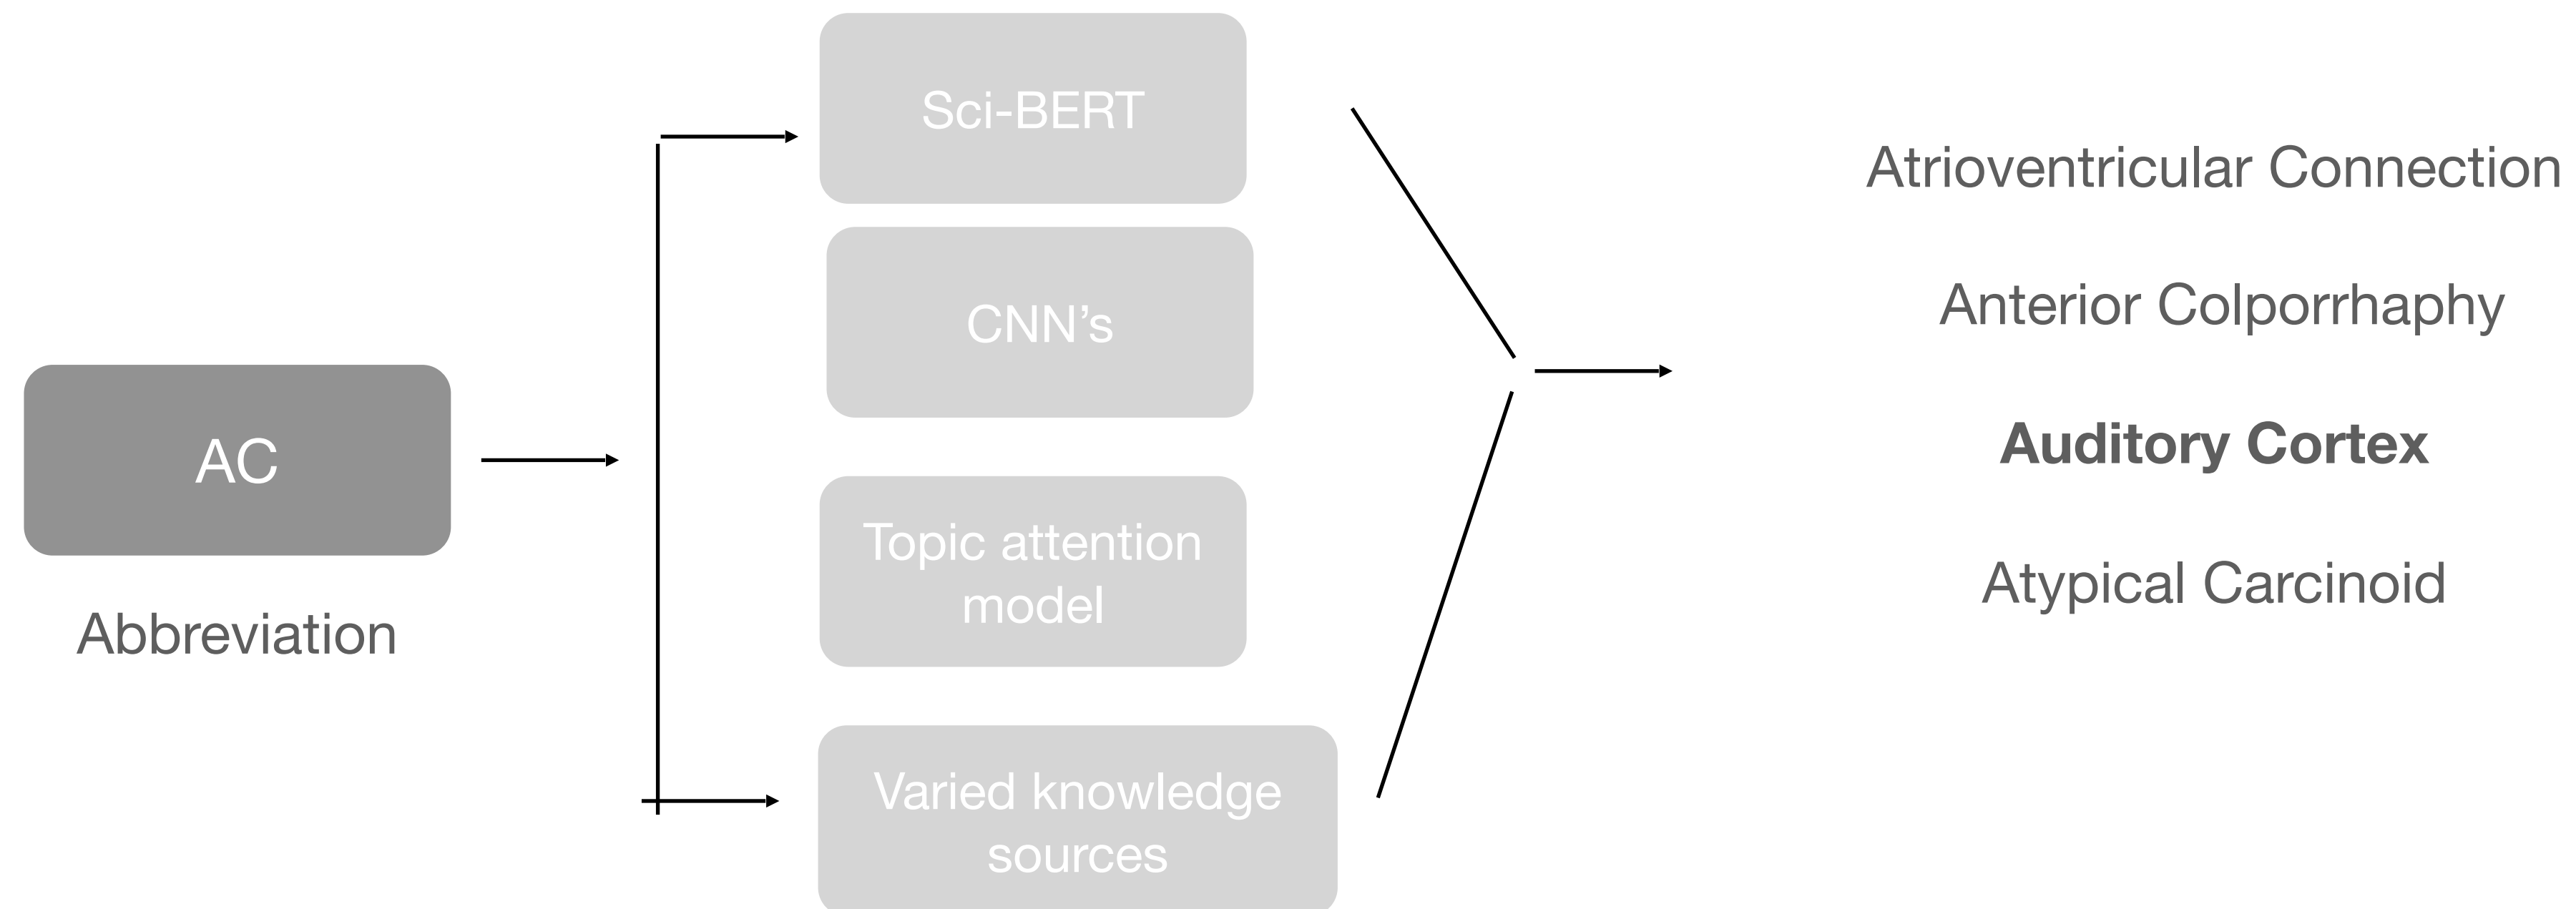 AC
Abbreviation
Sci-BERT
CNN’s
Topic attention
model
Varied knowledge
sources
Atrioventricular Connection
Anterior Colporrhaphy
Auditory Cortex
Atypical Carcinoid